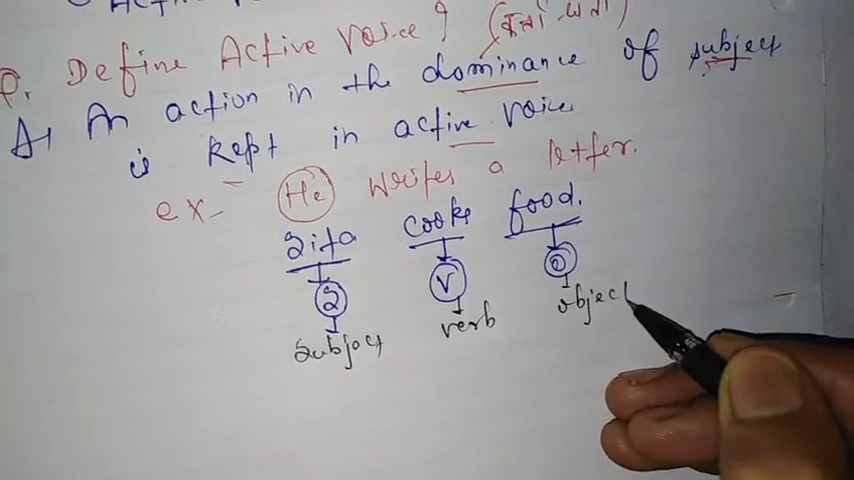 Active
Q. Define Active Voice?
A→ An action in the dominance of subject
is kept in active voice
ex- He writes a letter.
Sita cooks food.
S V O
Subject verb object